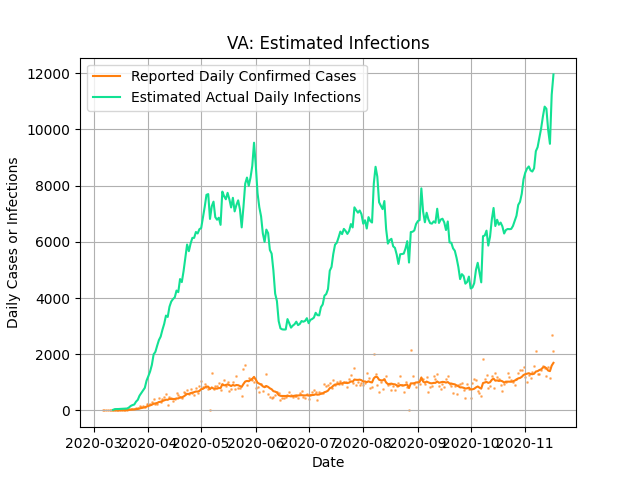 VA: Estimated Infections
Reported Daily Confirmed Cases
Estimated Actual Daily Infections
Daily Cases or Infections
12000
10000
8000
6000
4000
2000
0
2020-03 2020-04 2020-05 2020-06 2020-07 2020-08 2020-09 2020-10 2020-11
Date